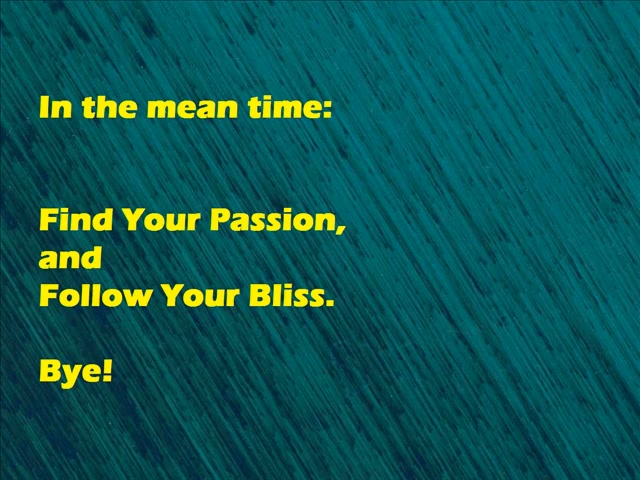 In the mean time:
Find Your Passion,
and
Follow Your Bliss.
Bye!